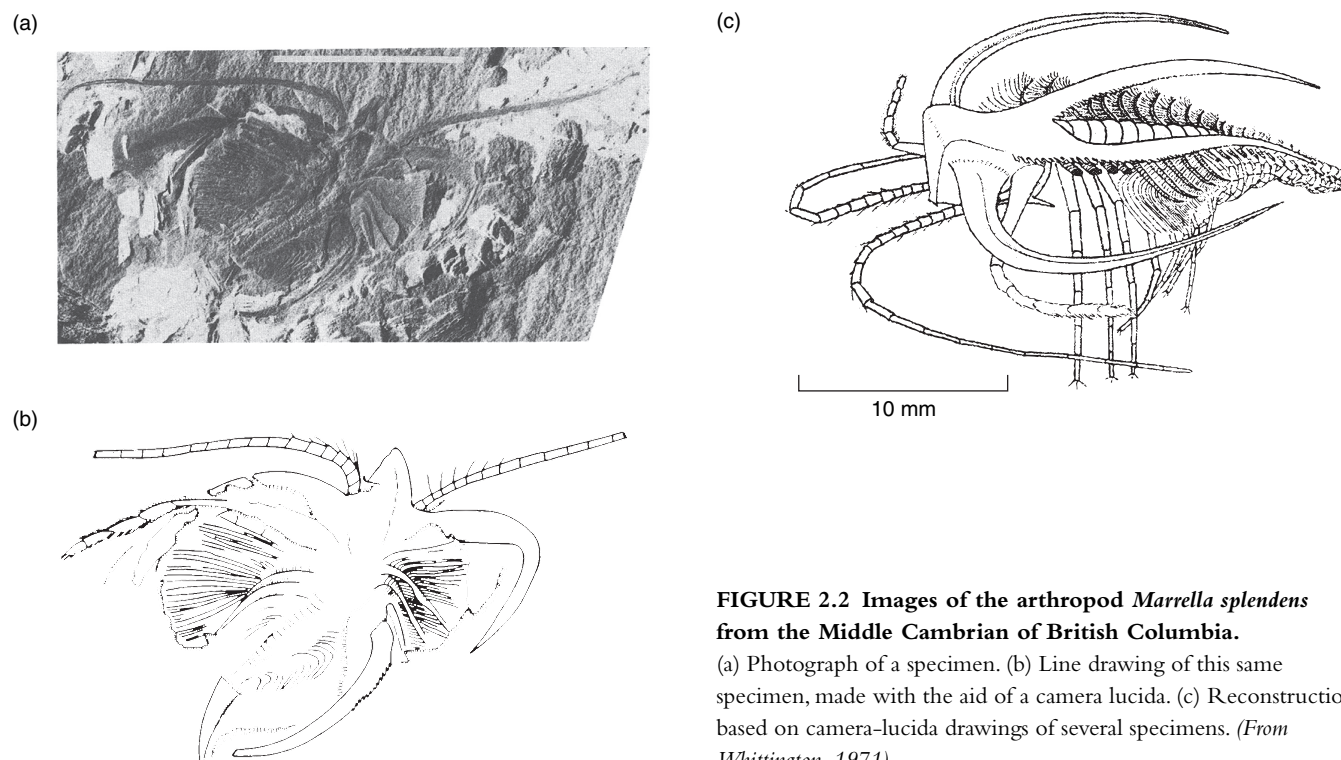 (a)
(c)
10 mm
(b)
FIGURE 2.2 Images of the arthropod Marrella splendens
from the Middle Cambrian of British Columbia.
(a) Photograph of a specimen. (b) Line drawing of this same
specimen, made with the aid of a camera lucida. (c) Reconstructio
based on camera-lucida drawings of several specimens. (From
Whittington, 1971)